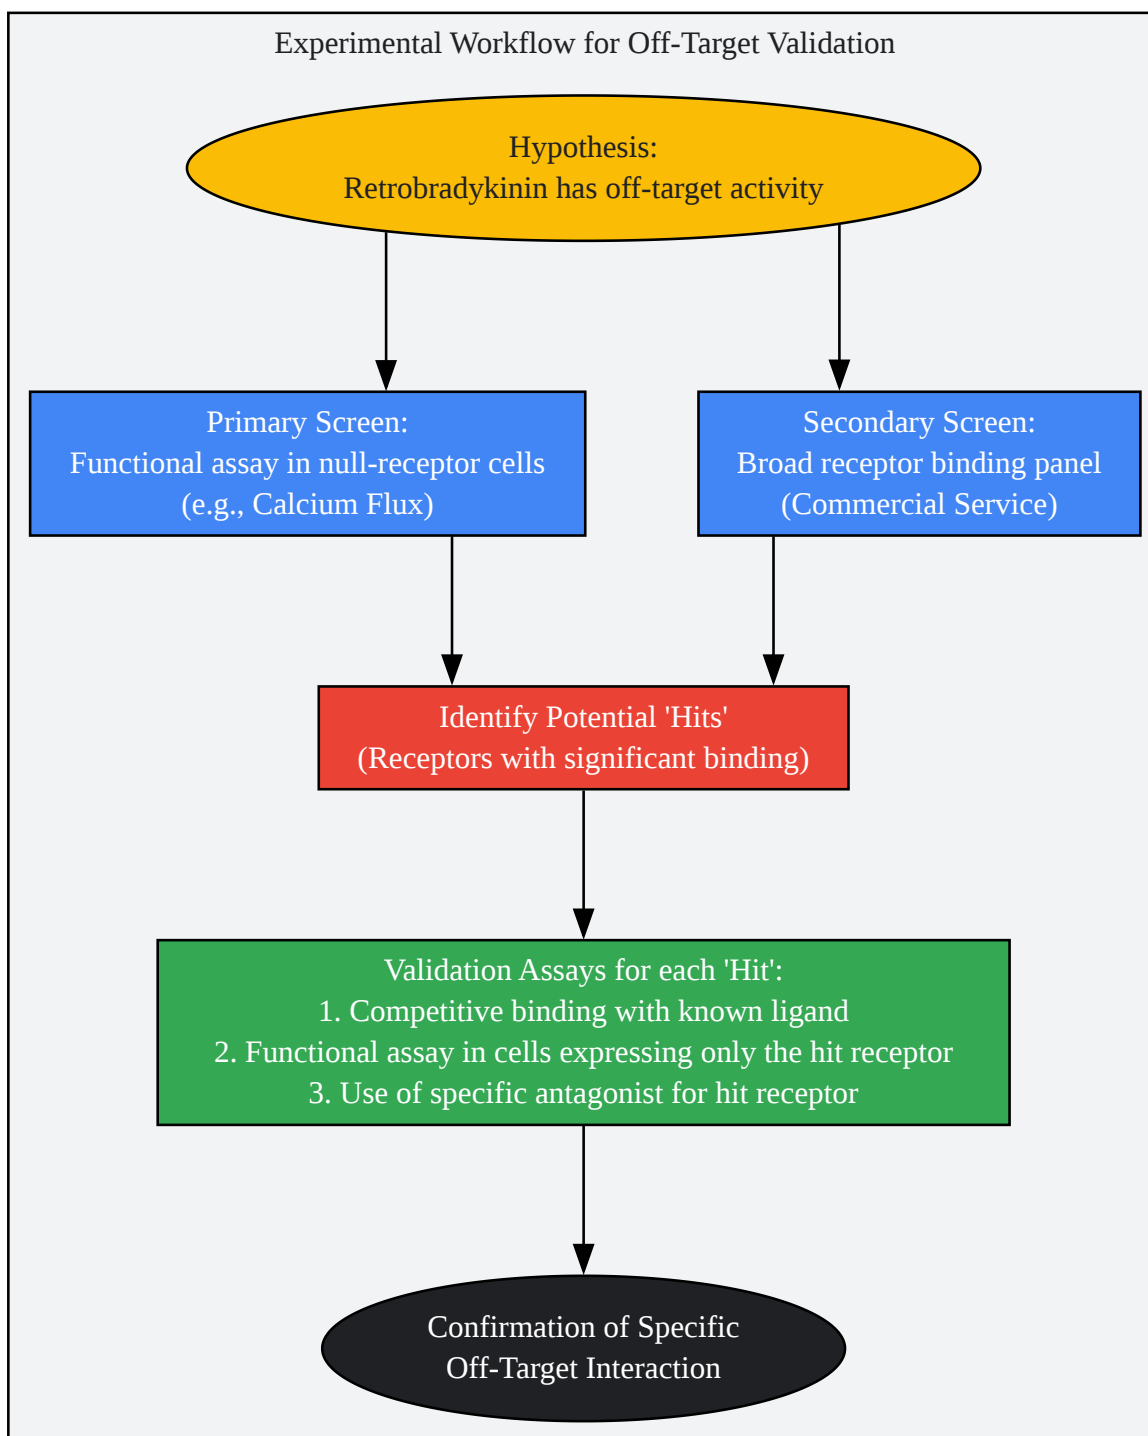 Experimental Workflow for Off-Target Validation
Hypothesis:
Retrobradykinin has off-target activity
Primary Screen:
Functional assay in null-receptor cells
(e.g., Calcium Flux)
Secondary Screen:
Broad receptor binding panel
(Commercial Service)
Identify Potential 'Hits'
(Receptors with significant binding)
Validation Assays for each 'Hit':
1. Competitive binding with known ligand
2. Functional assay in cells expressing only the hit receptor
3. Use of specific antagonist for hit receptor
Confirmation of Specific
Off-Target Interaction